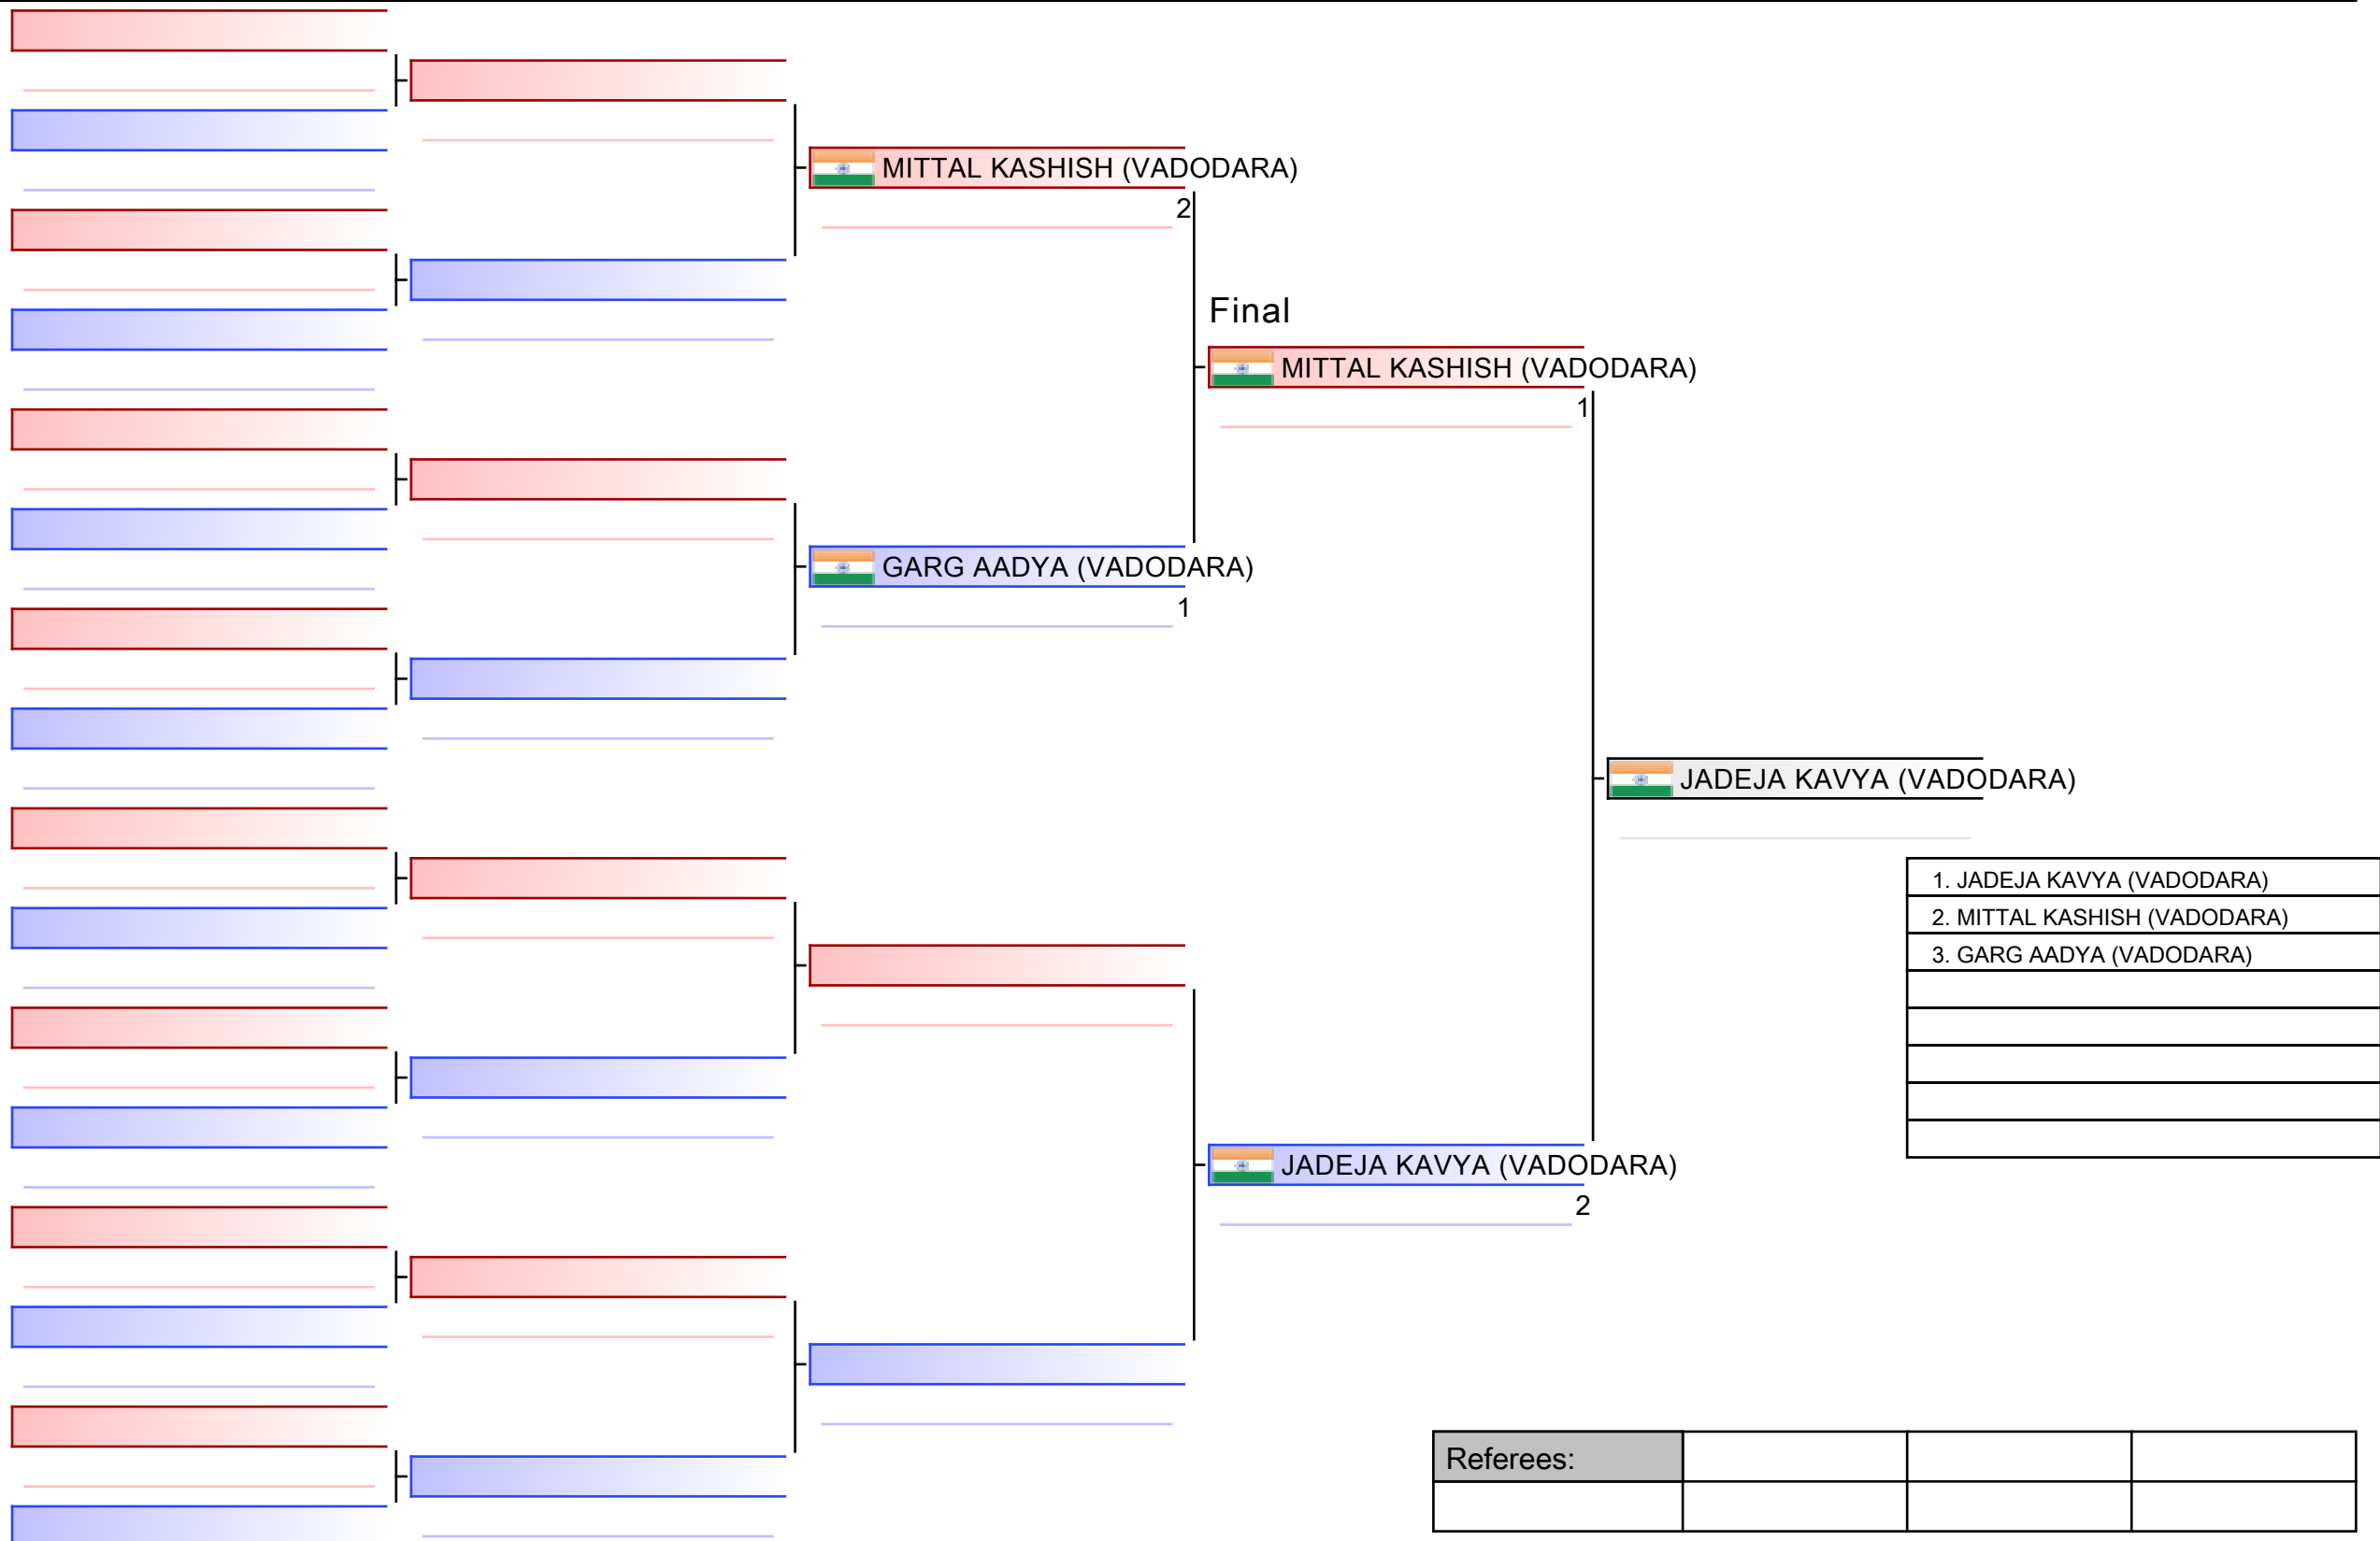 MITTAL KASHISH (VADODARA)
2
Final
MITTAL KASHISH (VADODARA)
1
GARG AADYA (VADODARA)
1
JADEJA KAVYA (VADODARA)
1. JADEJA KAVYA (VADODARA)
2. MITTAL KASHISH (VADODARA)
3. GARG AADYA (VADODARA)
JADEJA KAVYA (VADODARA)
2
Referees: